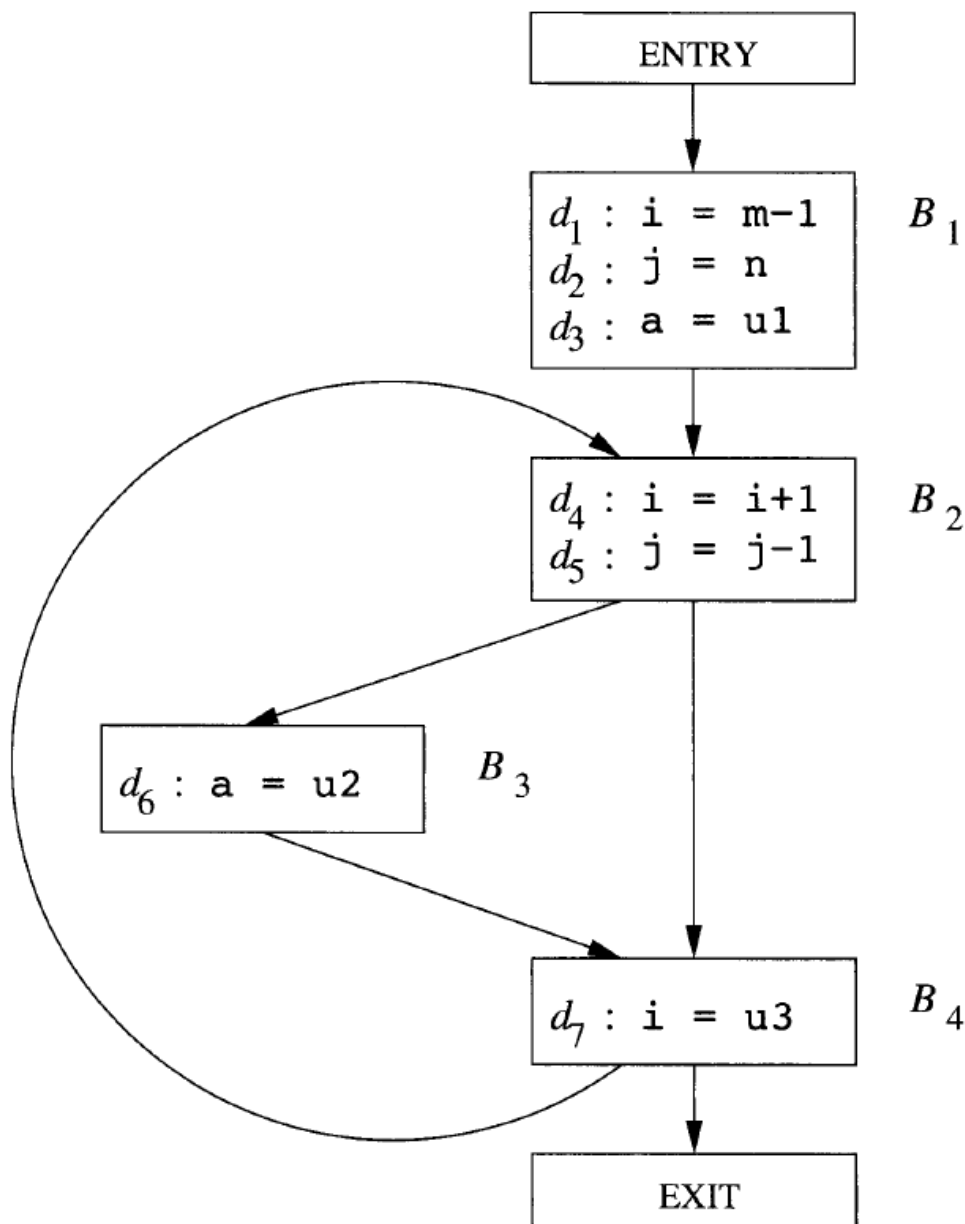 ENTRY
d1 : i = m-1
B1
d2 : j = n
d3 : a = u1
d4 : i = i+1
B2
d5 : j = j-1
d6 : a = u2
B3
d7 : i = u3
B4
EXIT